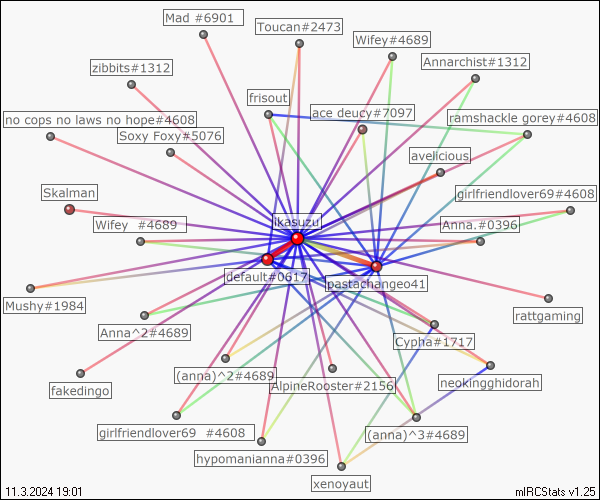 Mad #6901
Toucan#2473
Wifey#4689
Annarchist#1312
zibbits#1312
frisout
ace deucy#7097
ramshackle gorey#4608
no cops no laws no hope#4608
Soxy Foxy#5076
avelicious
Skalman
girlfriendlover69#4608
likasuzu
Wifey #4689
Anna.#0396
default#0617
pastachangeo41
Mushy#1984
rattgaming
Anna^2#4689
Cypha#1717
fakedingo
(anna)^2#4689
AlpineRooster#2156
neokingghidorah
girlfriendlover69 #4608
(anna)^3#4689
hypomanianna#0396
xenoyaut
11.3.2024 19:01
mIRCStats v1.25